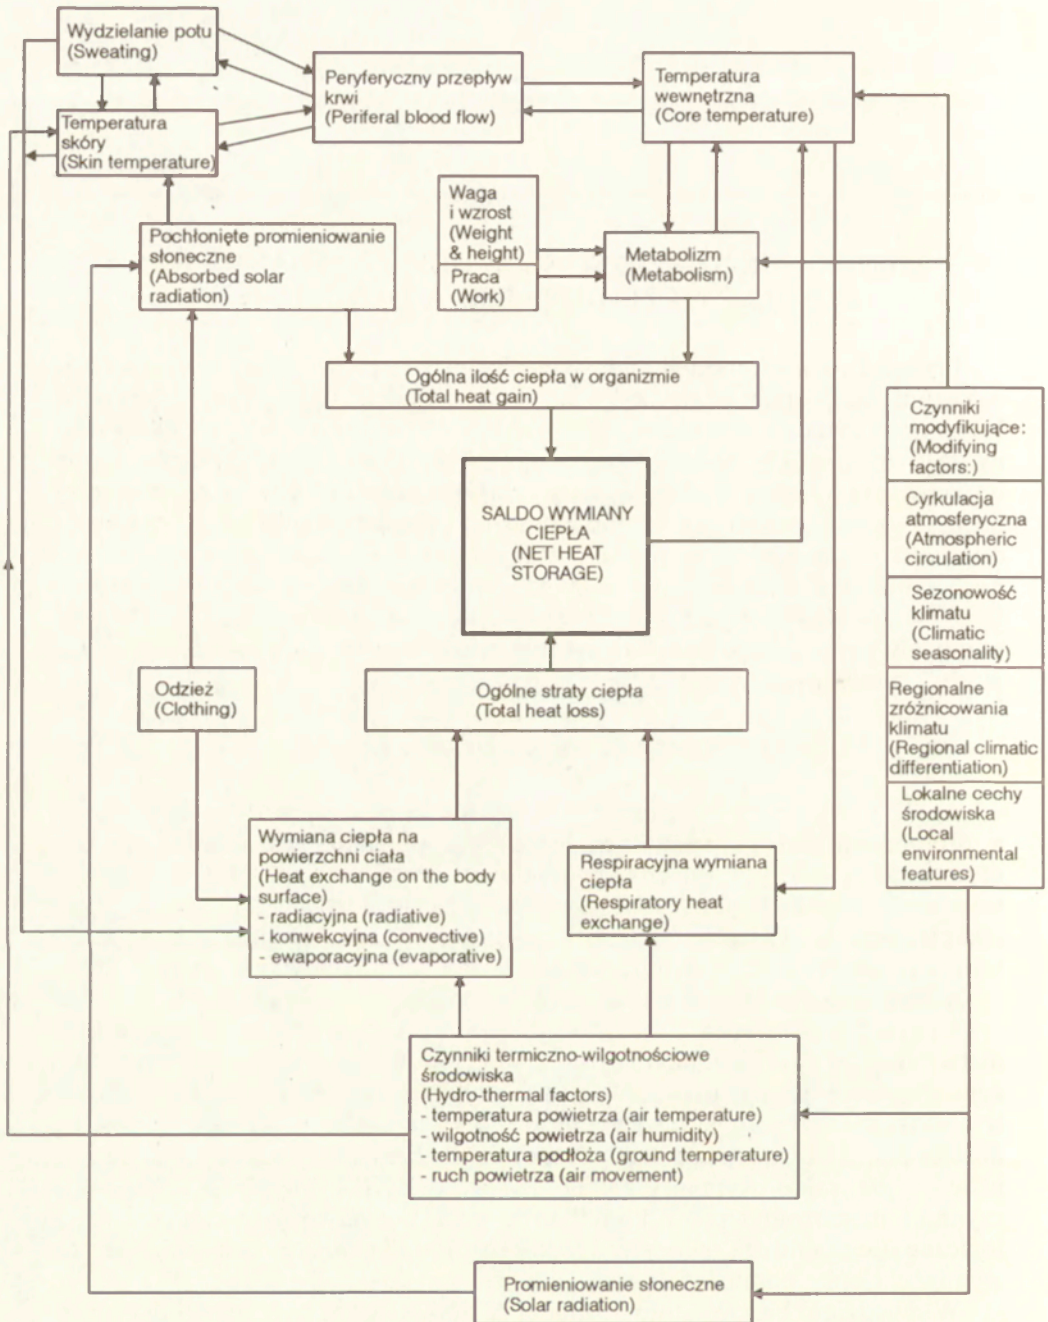 Wydzielanie potu
(Sweating)
Temperatura
skóry
(Skin temperature)
Peryferyczny przepływ
krwi
(Periferal blood flow)
Temperatura
wewnętrzna
(Core temperature)
Waga
i wzrost
(Weight
& height)
Praca
(Work)
Metabolizm
(Metabolism)
Pochłonięte promieniowanie
słoneczne
(Absorbed solar
radiation)
Ogólna ilość ciepła w organizmie
(Total heat gain)
SALDO WYMIANY
CIEPŁA
(NET HEAT
STORAGE)
Czynniki
modyfikujące:
(Modifying
factors:)
Cyrkulacja
atmosferyczna
(Atmospheric
circulation)
Sezonowość
klimatu
(Climatic
seasonality)
Regionalne
zróżnicowania
klimatu
(Regional climatic
differentiation)
Lokalne cechy
środowiska
(Local
environmental
features)
Odzież
(Clothing)
Ogólne straty ciepła
(Total heat loss)
Wymiana ciepła na
powierzchni ciała
(Heat exchange on the body
surface)
- radiacyjna (radiative)
- konwekcyjna (convective)
- ewaporacyjna (evaporative)
Respiracyjna wymiana
ciepła
(Respiratory heat
exchange)
Czynniki termiczno-wilgotnościowe
środowiska
(Hydro-thermal factors)
- temperatura powietrza (air temperature)
- wilgotność powietrza (air humidity)
- temperatura podłoża (ground temperature)
- ruch powietrza (air movement)
Promieniowanie słoneczne
(Solar radiation)